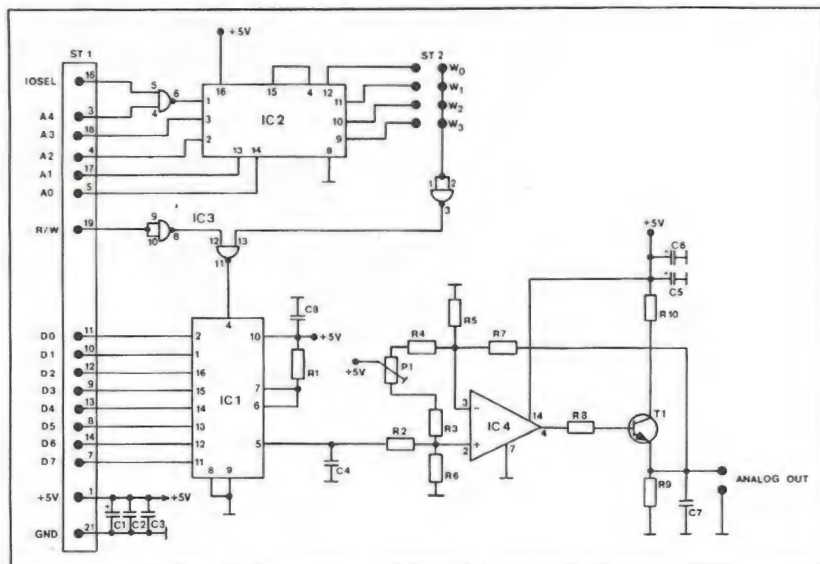 ST 1
+5V
ST 2
IOSEL 16
5
6
4
1
16
15
4
12
W0
A4 3
IC2
11
W1
A3 18
3
10
W2
A2 4
2
9
W3
A1 17
13
14
8
A0 5
1
2
3
R/W 19
9
10
8
IC3
12
13
11
+5V
C6
C5
C8
4
R5
R10
D0 11
2
10
+5V
R4
R7
D1 10
1
R1
+5V
P1
D2 12
16
D3 9
15
7
3
-
14
T1
D4 13
14
IC1
6
R3
IC4
R8
D5 8
13
R2
+
4
D6 14
12
5
2
7
D7 7
11
C4
R6
R9
C7
ANALOG OUT
8
9
+5V 1
+5V
+
C1
C2
C3
GND 21